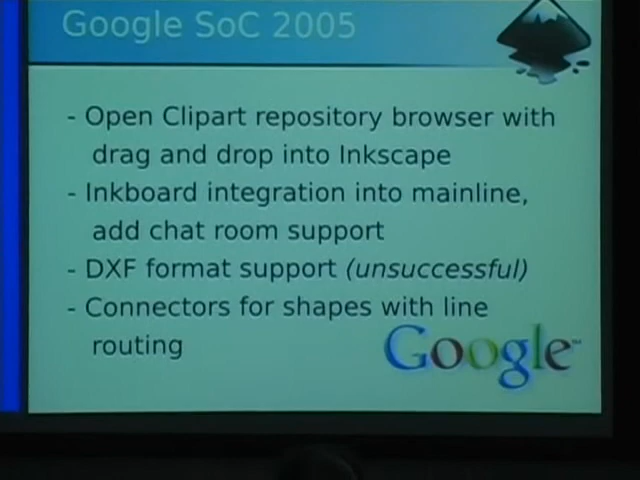 Google SoC 2005
- Open Clipart repository browser with
drag and drop into Inkscape
- Inkboard integration into mainline,
add chat room support
- DXF format support (unsuccessful)
- Connectors for shapes with line
routing
Google™